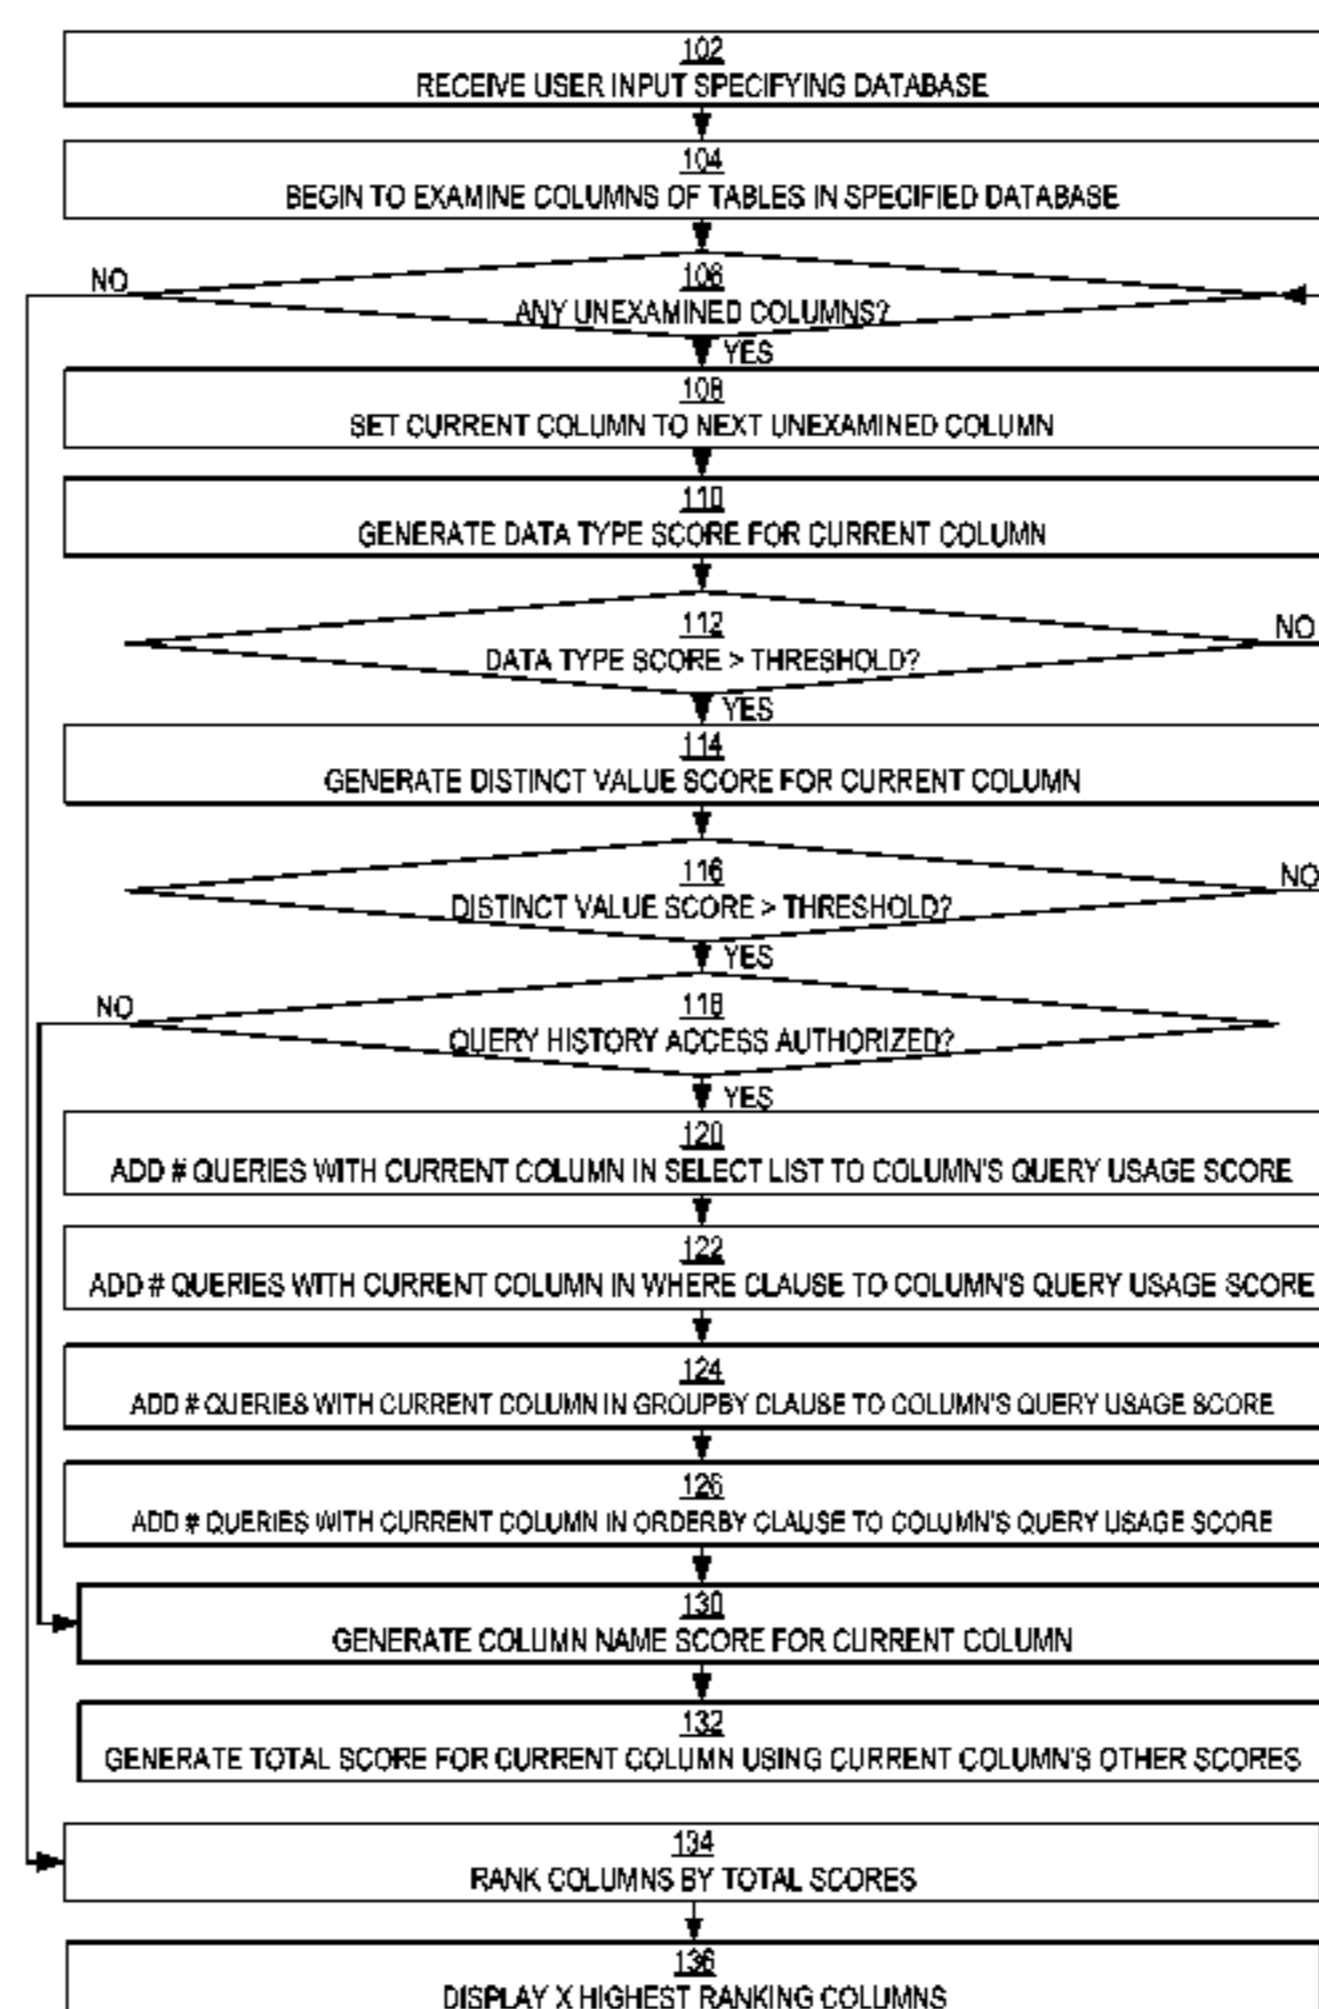 102
RECEIVE USER INPUT SPECIFYING DATABASE
104
BEGIN TO EXAMINE COLUMNS OF TABLES IN SPECIFIED DATABASE
NO
106
ANY UNEXAMINED COLUMNS?
YES
108
SET CURRENT COLUMN TO NEXT UNEXAMINED COLUMN
110
GENERATE DATA TYPE SCORE FOR CURRENT COLUMN
112
NO
DATA TYPE SCORE > THRESHOLD?
YES
114
GENERATE DISTINCT VALUE SCORE FOR CURRENT COLUMN
116
NO
DISTINCT VALUE SCORE > THRESHOLD?
YES
NO
118
QUERY HISTORY ACCESS AUTHORIZED?
YES
120
ADD # QUERIES WITH CURRENT COLUMN IN SELECT LIST TO COLUMN'S QUERY USAGE SCORE
122
ADD # QUERIES WITH CURRENT COLUMN IN WHERE CLAUSE TO COLUMN'S QUERY USAGE SCORE
124
ADD # QUERIES WITH CURRENT COLUMN IN GROUPBY CLAUSE TO COLUMN'S QUERY USAGE SCORE
126
ADD # QUERIES WITH CURRENT COLUMN IN ORDERBY CLAUSE TO COLUMN'S QUERY USAGE SCORE
130
GENERATE COLUMN NAME SCORE FOR CURRENT COLUMN
132
GENERATE TOTAL SCORE FOR CURRENT COLUMN USING CURRENT COLUMN'S OTHER SCORES
134
RANK COLUMNS BY TOTAL SCORES
136
DISPLAY X HIGHEST RANKING COLUMNS